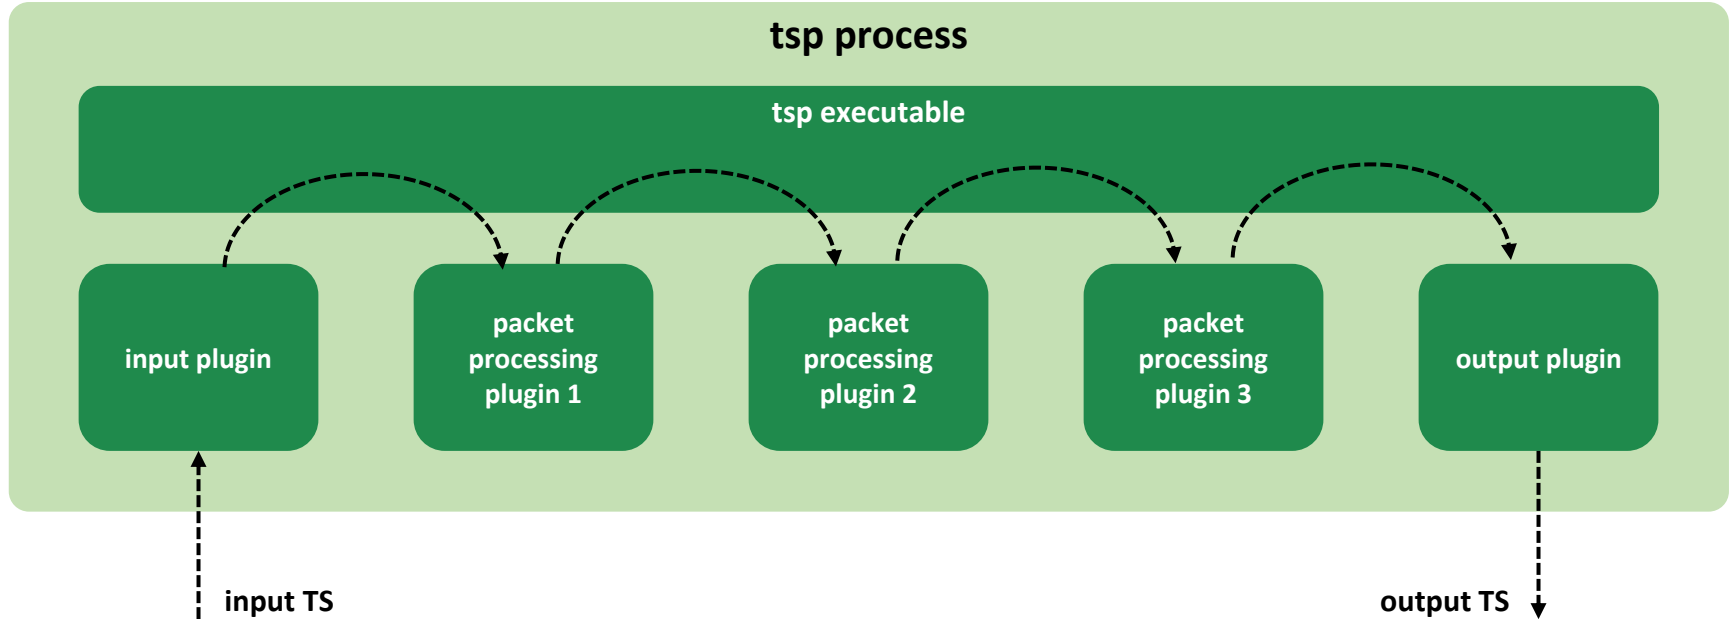 tsp process
tsp executable
input plugin
packet
processing
plugin 1
packet
processing
plugin 2
packet
processing
plugin 3
output plugin
input TS
output TS